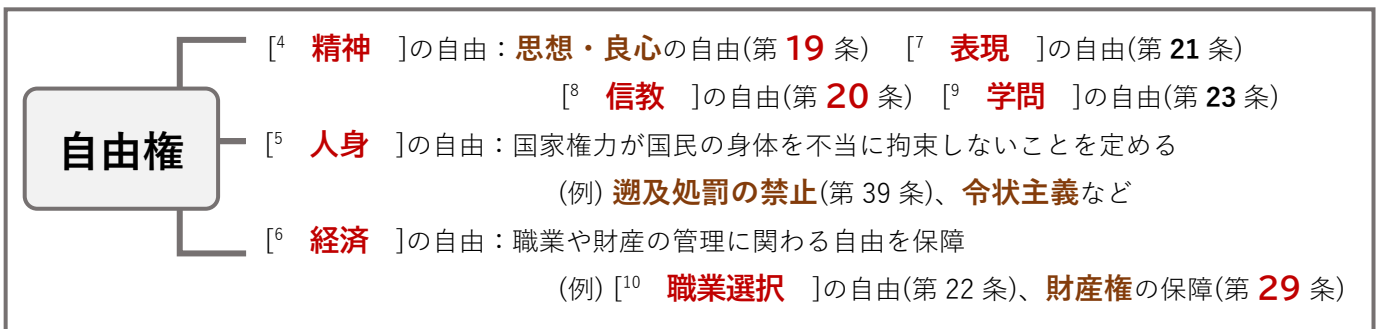 自由権
[4 精神 ]の自由：思想・良心の自由(第 19 条) [7 表現 ]の自由(第 21 条)
[8 信教 ]の自由(第 20 条) [9 学問 ]の自由(第 23 条)
[5 人身 ]の自由：国家権力が国民の身体を不当に拘束しないことを定める
(例) 遡及処罰の禁止(第 39 条)、令状主義など
[6 経済 ]の自由：職業や財産の管理に関わる自由を保障
(例) [10 職業選択 ]の自由(第 22 条)、財産権の保障(第 29 条)